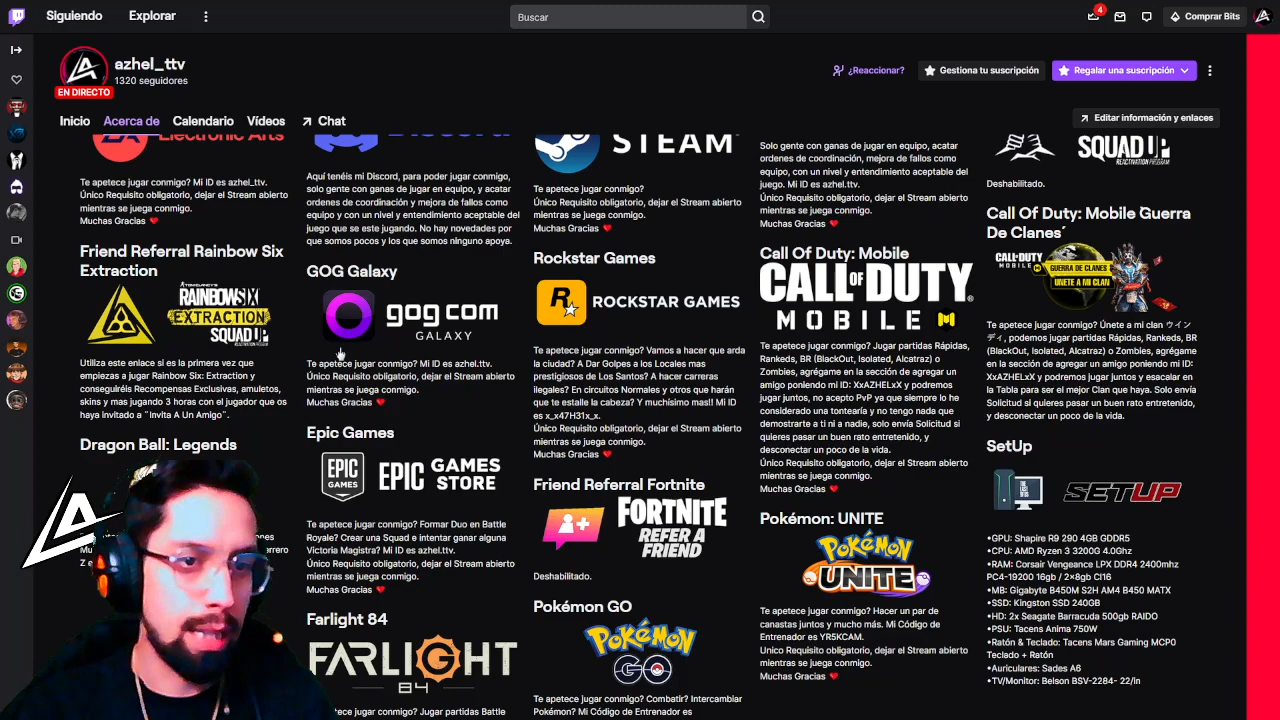 Siguiendo
Explorar
Buscar
4
Comprar Bits
azhel_ttv
1320 seguidores
EN DIRECTO
¿Reaccionar?
Gestiona tu suscripción
Regalar una suscripción
Inicio
Acerca de
Calendario
Vídeos
Chat
Editar información y enlaces
Electronic Arts
Te apetece jugar conmigo? Mi ID es azhel_ttv.
Único Requisito obligatorio, dejar el Stream abierto
mientras se juega conmigo.
Muchas Gracias
Friend Referral Rainbow Six
Extraction
RAINBOW SIX
EXTRACTION
SQUAD UP
Utiliza este enlace si es la primera vez que
empiezas a jugar Rainbow Six: Extraction y
conseguiréis Recompensas Exclusivas, amuletos,
skins y mas jugando 3 horas con el jugador que os
haya invitado a "Invita A Un Amigo".
Dragon Ball: Legends
Discord
Aquí tenéis mi Discord, para poder jugar conmigo,
solo gente con ganas de jugar en equipo, y acatar
ordenes de coordinación y mejora de fallos como
equipo y con un nivel y entendimiento aceptable del
juego que se este jugando. No hay novedades por
que somos pocos y los que somos ninguno apoya.
GOG Galaxy
gog com
GALAXY
Te apetece jugar conmigo? Mi ID es azhel.ttv.
Único Requisito obligatorio, dejar el Stream abierto
mientras se juega conmigo.
Muchas Gracias
Epic Games
EPIC
GAMES
EPIC GAMES
STORE
Te apetece jugar conmigo? Formar Duo en Battle
Royale? Crear una Squad e intentar ganar alguna
Victoria Magistra? Mi ID es azhel.ttv.
Único Requisito obligatorio, dejar el Stream abierto
mientras se juega conmigo.
Muchas Gracias
Farlight 84
FARLIGHT
84
Te apetece jugar conmigo? Jugar partidas Battle
STEAM
Te apetece jugar conmigo?
Único Requisito obligatorio, dejar el Stream abierto
mientras se juega conmigo.
Muchas Gracias
Rockstar Games
R
ROCKSTAR GAMES
Te apetece jugar conmigo? Vamos a hacer que arda
la ciudad? A Dar Golpes a los Locales mas
prestigiosos de Los Santos? A hacer carreras
ilegales? En circuitos Normales y otros que harán
que te estalle la cabeza? Y muchísimo mas!! Mi ID
es x_x47H31x_x.
Único Requisito obligatorio, dejar el Stream abierto
mientras se juega conmigo.
Muchas Gracias
Friend Referral Fortnite
FORTNITE
REFER A
FRIEND
Deshabilitado.
Pokémon GO
Pokémon
GO
Te apetece jugar conmigo? Combatir? Intercambiar
Pokémon? Mi Código de Entrenador es
Solo gente con ganas de jugar en equipo, y acatar
ordenes de coordinación, mejora de fallos como
equipo, y con un nivel y entendimiento aceptable del
juego. Mi ID es azhel.ttv.
Único Requisito obligatorio, dejar el Stream abierto
mientras se juega conmigo.
Muchas Gracias
Call Of Duty: Mobile
CALL OF DUTY
MOBILE
Te apetece jugar conmigo? Jugar partidas Rápidas,
Rankeds, BR (BlackOut, Isolated, Alcatraz) o
Zombies, agrégame en la sección de agregar un
amigo poniendo mi ID: XxAZHELxX y podremos
jugar juntos, no acepto PvP ya que siempre lo he
considerado una tontearía y no tengo nada que
demostrarte a ti ni a nadie, solo envía Solicitud si
quieres pasar un buen rato entretenido, y
desconectar un poco de la vida.
Único Requisito obligatorio, dejar el Stream abierto
mientras se juega conmigo.
Muchas Gracias
Pokémon: UNITE
Pokémon
UNITE
Te apetece jugar conmigo? Hacer un par de
canastas juntos y mucho más. Mi Código de
Entrenador es YR5KCAM.
Único Requisito obligatorio, dejar el Stream abierto
mientras se juega conmigo.
Muchas Gracias
SQUAD UP
REACTIVATION PROGRAM
Deshabilitado.
Call Of Duty: Mobile Guerra
De Clanes´
CALL OF DUTY
MOBILE
GUERRA DE CLANES
UNETE A MI CLAN
Te apetece jugar conmigo? Únete a mi clan ウイン
ディ, podemos jugar partidas Rápidas, Rankeds, BR
(BlackOut, Isolated, Alcatraz) o Zombies, agrégame
en la sección de agregar un amigo poniendo mi ID:
XxAZHELxX y podremos jugar juntos y esacalar en
la Tabla para ser el mejor Clan que haya. Solo envía
Solicitud si quieres pasar un buen rato entretenido,
y desconectar un poco de la vida.
SetUp
SETUP
•GPU: Shapire R9 290 4GB GDDR5
•CPU: AMD Ryzen 3 3200G 4.0Ghz
•RAM: Corsair Vengeance LPX DDR4 2400mhz
PC4-19200 16gb / 2x8gb Cl16
•MB: Gigabyte B450M S2H AM4 B450 MATX
•SSD: Kingston SSD 240GB
•HD: 2x Seagate Barracuda 500gb RAIDO
•PSU: Tacens Anima 750W
•Ratón & Teclado: Tacens Mars Gaming MCP0
Teclado + Ratón
•Auriculares: Sades A6
•TV/Monitor: Belson BSV-2284- 22/in